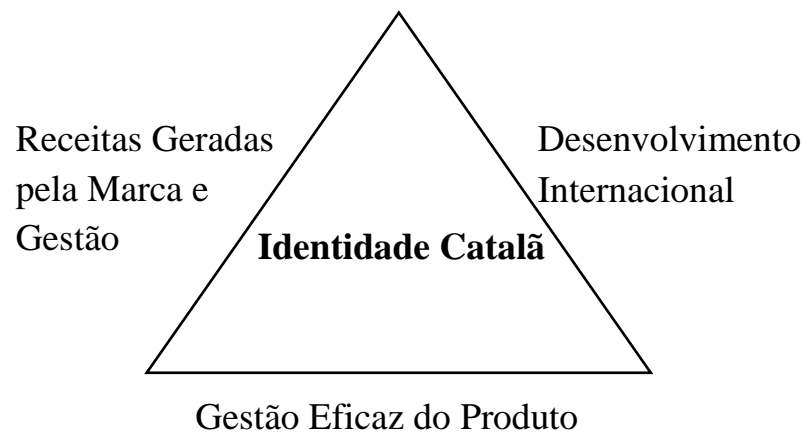 Receitas Geradas
pela Marca e
Gestão
Desenvolvimento
Internacional
Identidade Catalã
Gestão Eficaz do Produto